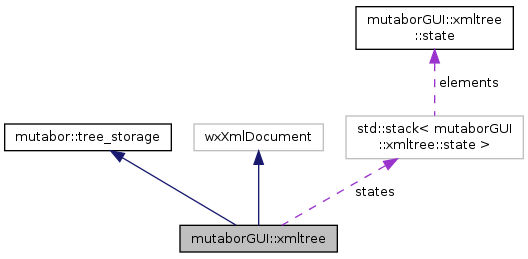 mutaborGUI::xmltree
::state
elements
mutabor::tree_storage
wxXmlDocument
std::stack< mutaborGUI
::xmltree::state >
states
mutaborGUI::xmltree